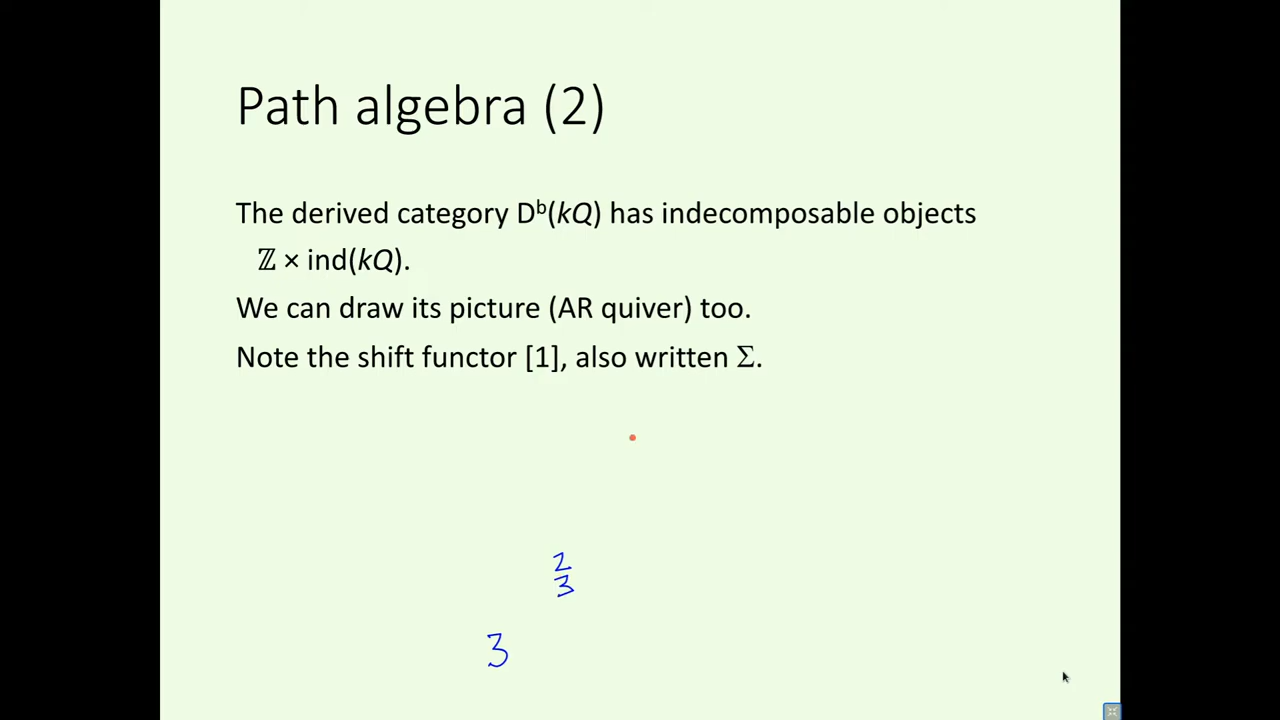 Path algebra (2)
The derived category Dᵇ(kQ) has indecomposable objects
ℤ × ind(kQ).
We can draw its picture (AR quiver) too.
Note the shift functor [1], also written Σ.
2
3
3